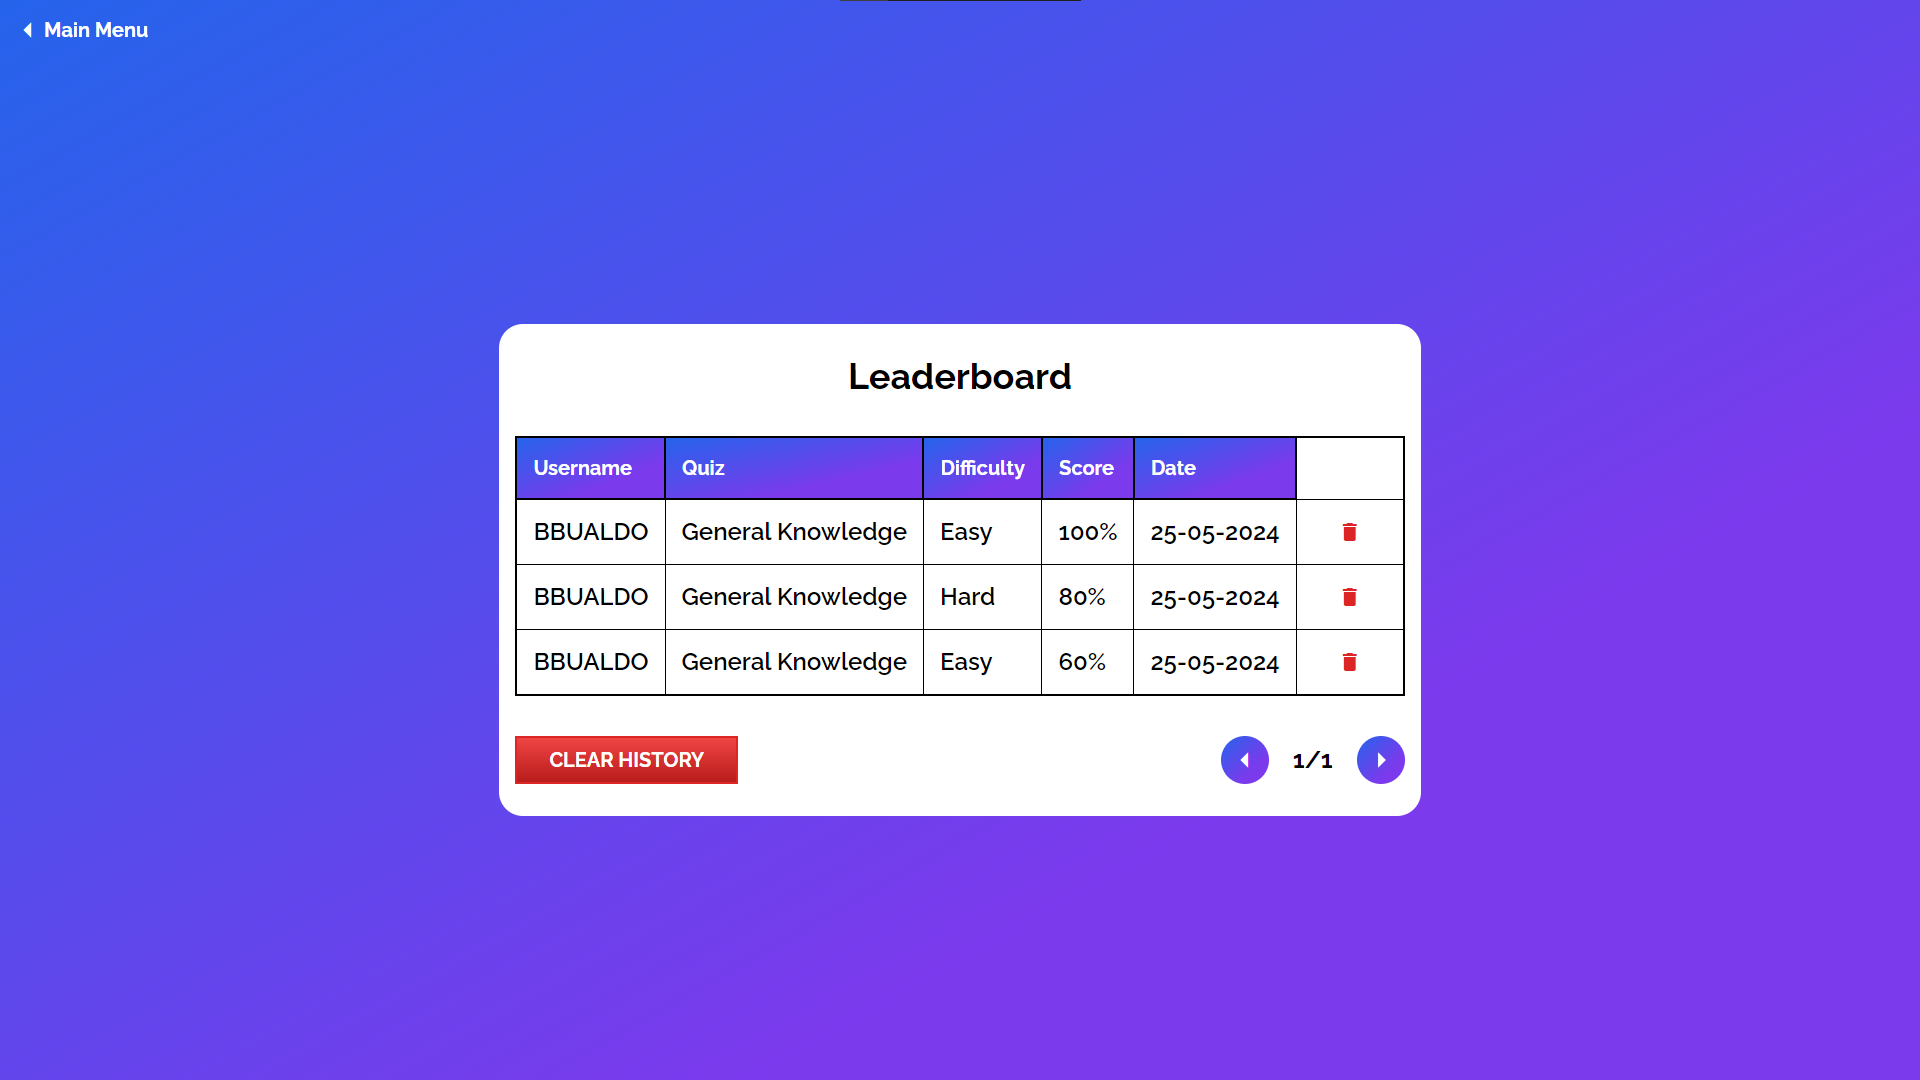 Main Menu
Leaderboard
Username Quiz Difficulty Score Date
BBUALDO General Knowledge Easy 100% 25-05-2024
BBUALDO General Knowledge Hard 80% 25-05-2024
BBUALDO General Knowledge Easy 60% 25-05-2024
CLEAR HISTORY 1/1